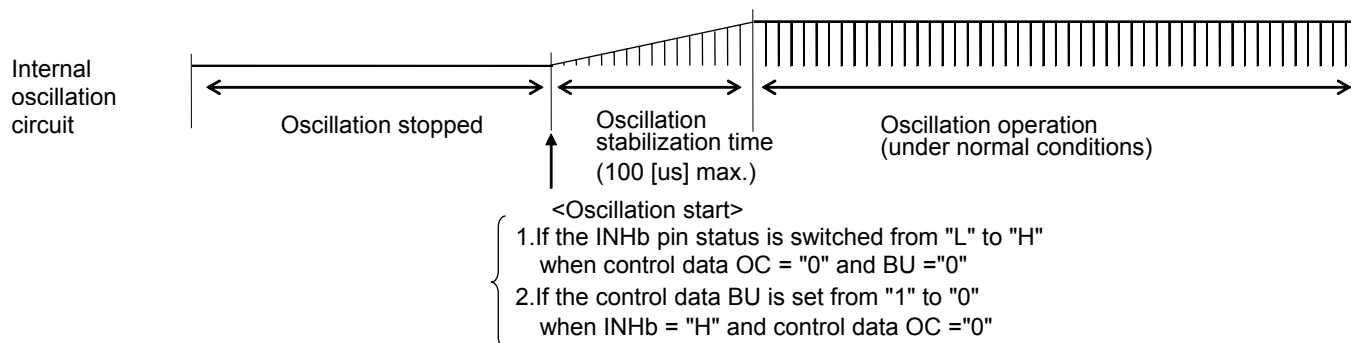 Internal
oscillation
circuit
Oscillation stopped
Oscillation
stabilization time
(100 [us] max.)
Oscillation operation
(under normal conditions)
<Oscillation start>
1.If the INHb pin status is switched from "L" to "H"
when control data OC = "0" and BU ="0"
2.If the control data BU is set from "1" to "0"
when INHb = "H" and control data OC ="0"